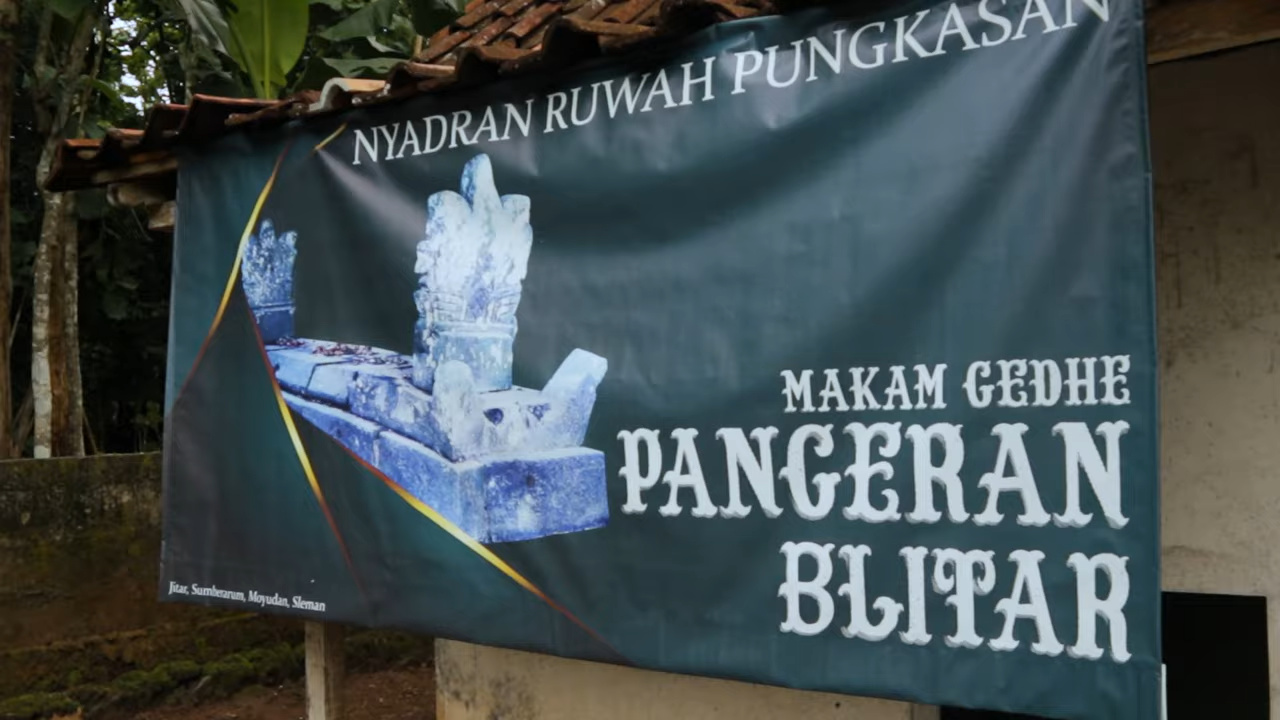 NYADRAN RUWAH PUNGKASAN
MAKAM GEDHE
PANGERAN
BLITAR
Jitar, Sumberarum, Moyudan, Sleman